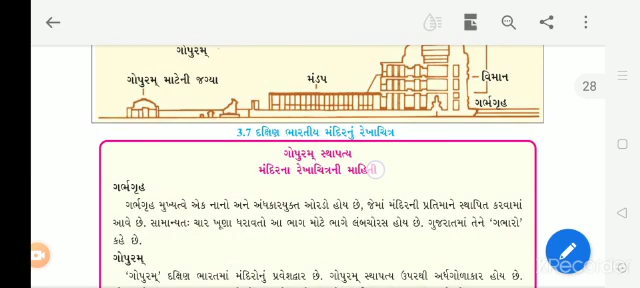 ગોપુરમ્
ગોપુરમ્ માટેની જગ્યા
મંડપ
વિમાન
ગર્ભગૃહ
28
3.7 દક્ષિણ ભારતીય મંદિરનું રેખાચિત્ર
ગોપુરમ્ સ્થાપત્ય
મંદિરના રેખાચિત્રની માહિતી
ગર્ભગૃહ
ગર્ભગૃહ મુખ્યત્વે એક નાનો અને અંધકારયુક્ત ઓરડો હોય છે, જેમાં મંદિરની પ્રતિમાને સ્થાપિત કરવામાં
આવે છે. સામાન્યતઃ ચાર ખૂણા ધરાવતો આ ભાગ મોટે ભાગે લંબચોરસ હોય છે. ગુજરાતમાં તેને ‘ગભારો’
કહે છે.
ગોપુરમ્
‘ગોપુરમ્’ દક્ષિણ ભારતમાં મંદિરોનું પ્રવેશદ્વાર છે. ગોપુરમ્ સ્થાપત્ય ઉપરથી અર્ધગોળાકાર હોય છે.